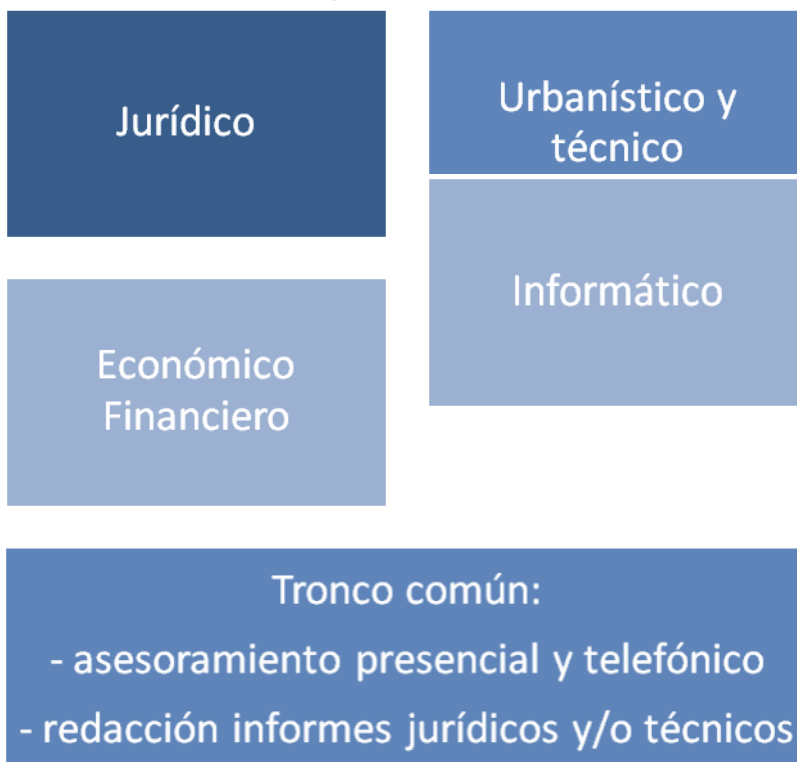 Jurídico
Urbanístico y
técnico
Informático
Económico
Financiero
Tronco común:
- asesoramiento presencial y telefónico
- redacción informes jurídicos y/o técnicos